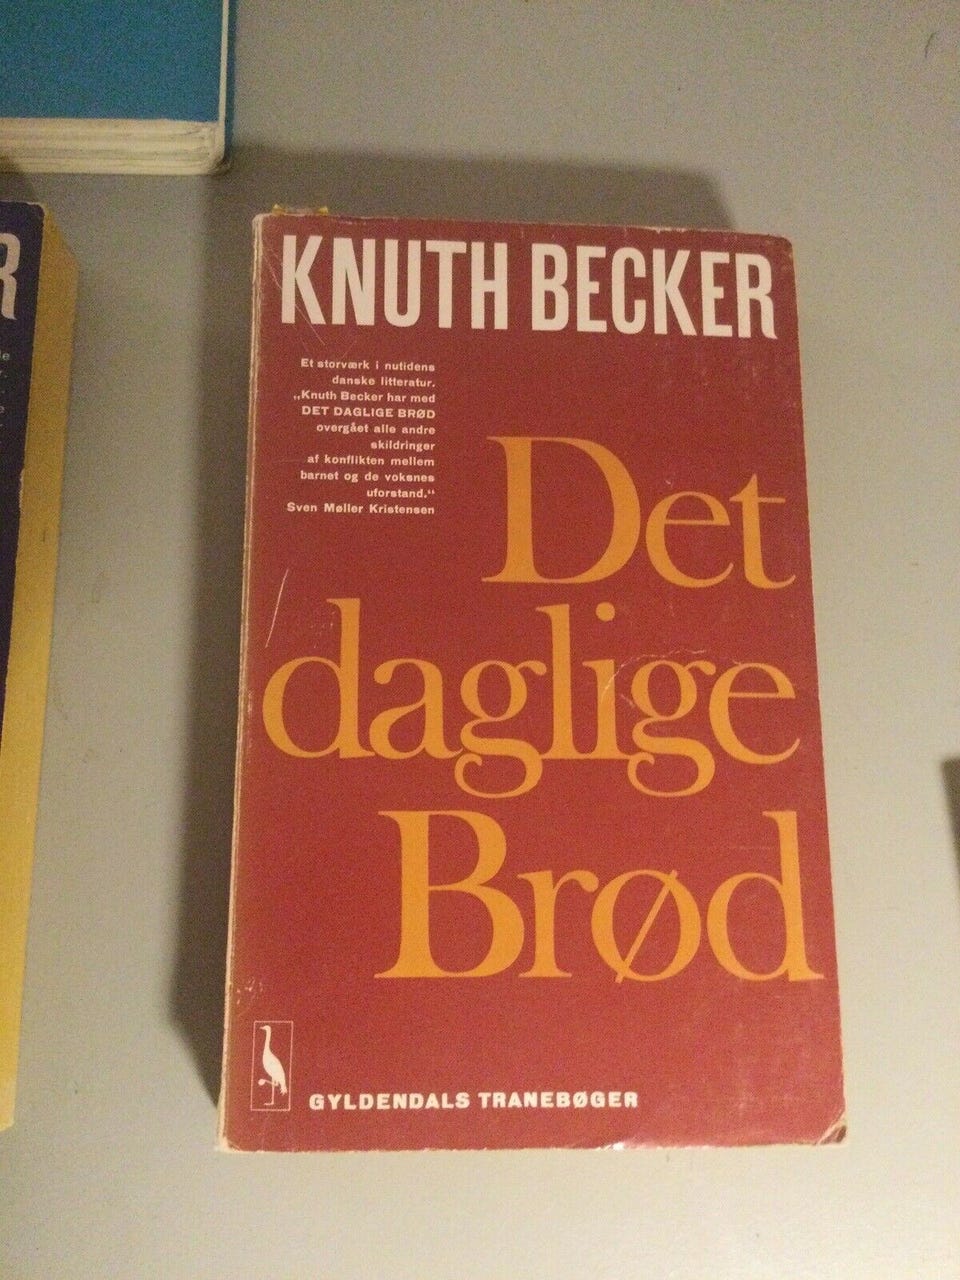 KNUTH BECKER
Et storværk i nutidens
danske litteratur.
„Knuth Becker har med
DET DAGLIGE BRØD
overgået alle andre
skildringer
af konflikten mellem
barnet og de voksnes
uforstand.“
Sven Møller Kristensen
Det
daglige
Brød
GYLDENDALS TRANEBØGER
R